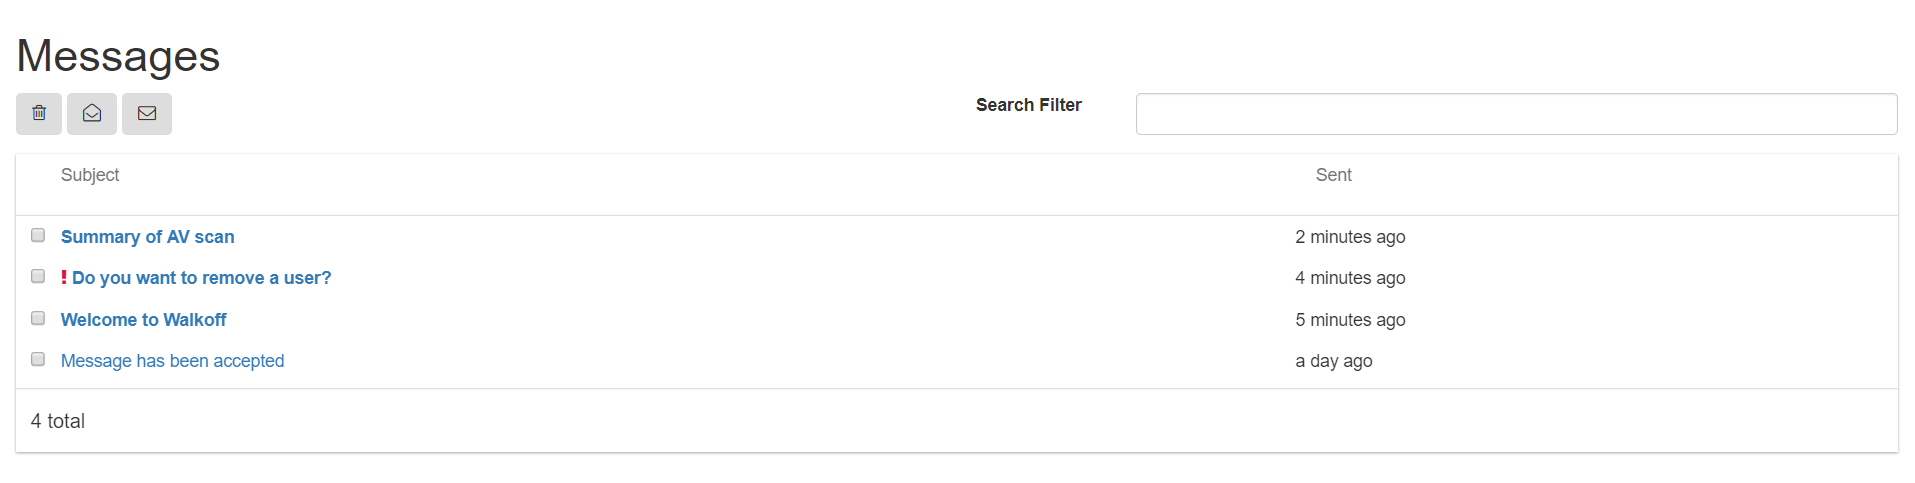 Messages
Search Filter
Subject Sent
Summary of AV scan 2 minutes ago
! Do you want to remove a user? 4 minutes ago
Welcome to Walkoff 5 minutes ago
Message has been accepted a day ago
4 total